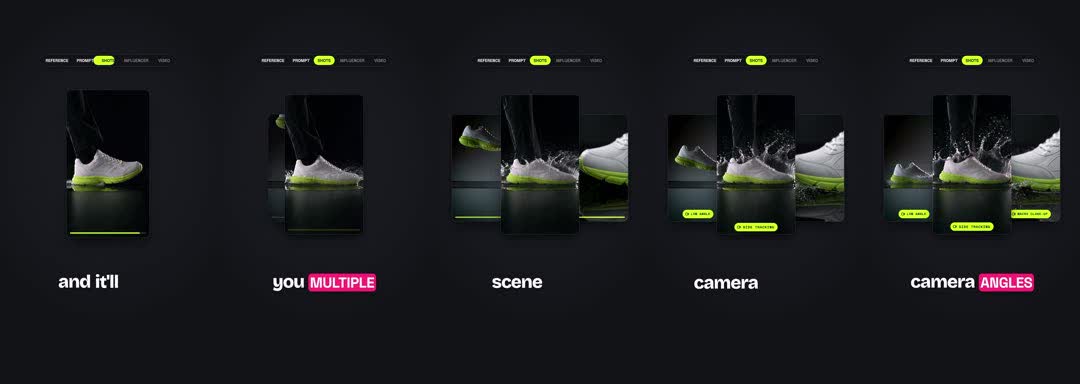 REFERENCE PROMPT SHOTS INFLUENCER VIDEO
and it'll
REFERENCE PROMPT SHOTS INFLUENCER VIDEO
you MULTIPLE
REFERENCE PROMPT SHOTS INFLUENCER VIDEO
scene
REFERENCE PROMPT SHOTS INFLUENCER VIDEO
LOW ANGLE
SIDE TRACKING
camera
REFERENCE PROMPT SHOTS INFLUENCER VIDEO
LOW ANGLE
SIDE TRACKING
MACRO CLOSE-UP
camera ANGLES